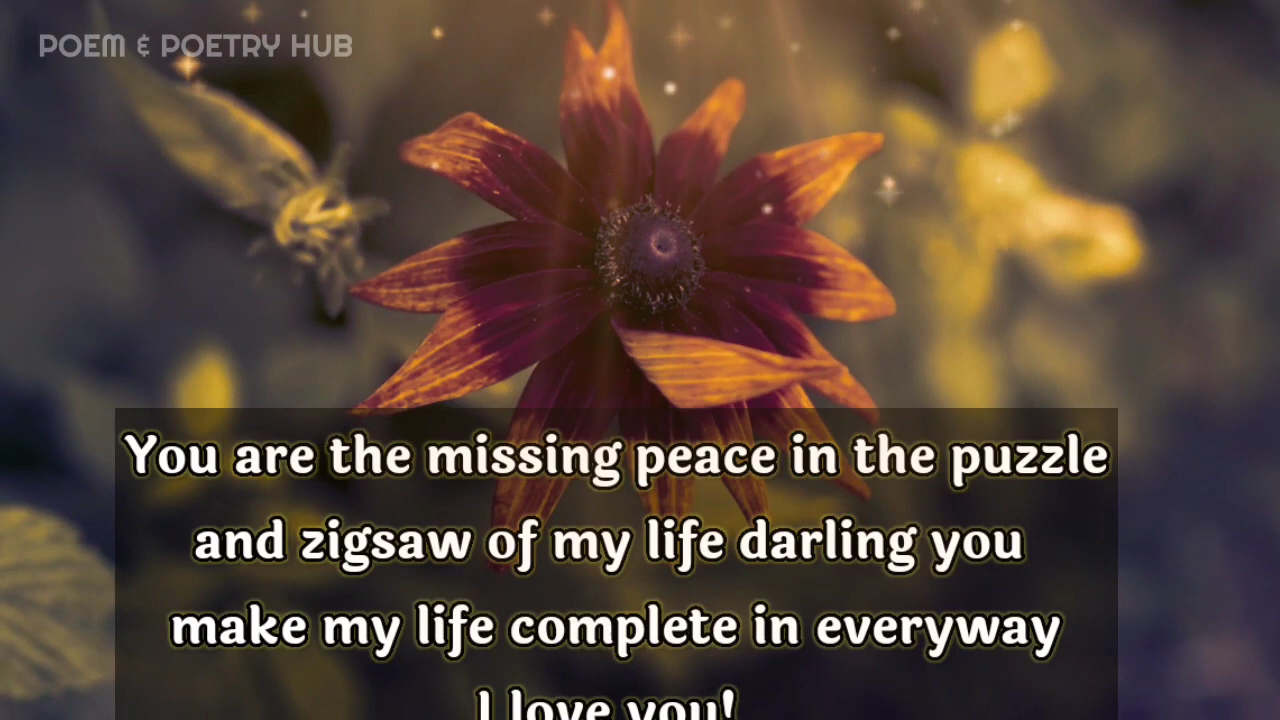 POEM & POETRY HUB
You are the missing peace in the puzzle
and zigsaw of my life darling you
make my life complete in everyway
I love you!